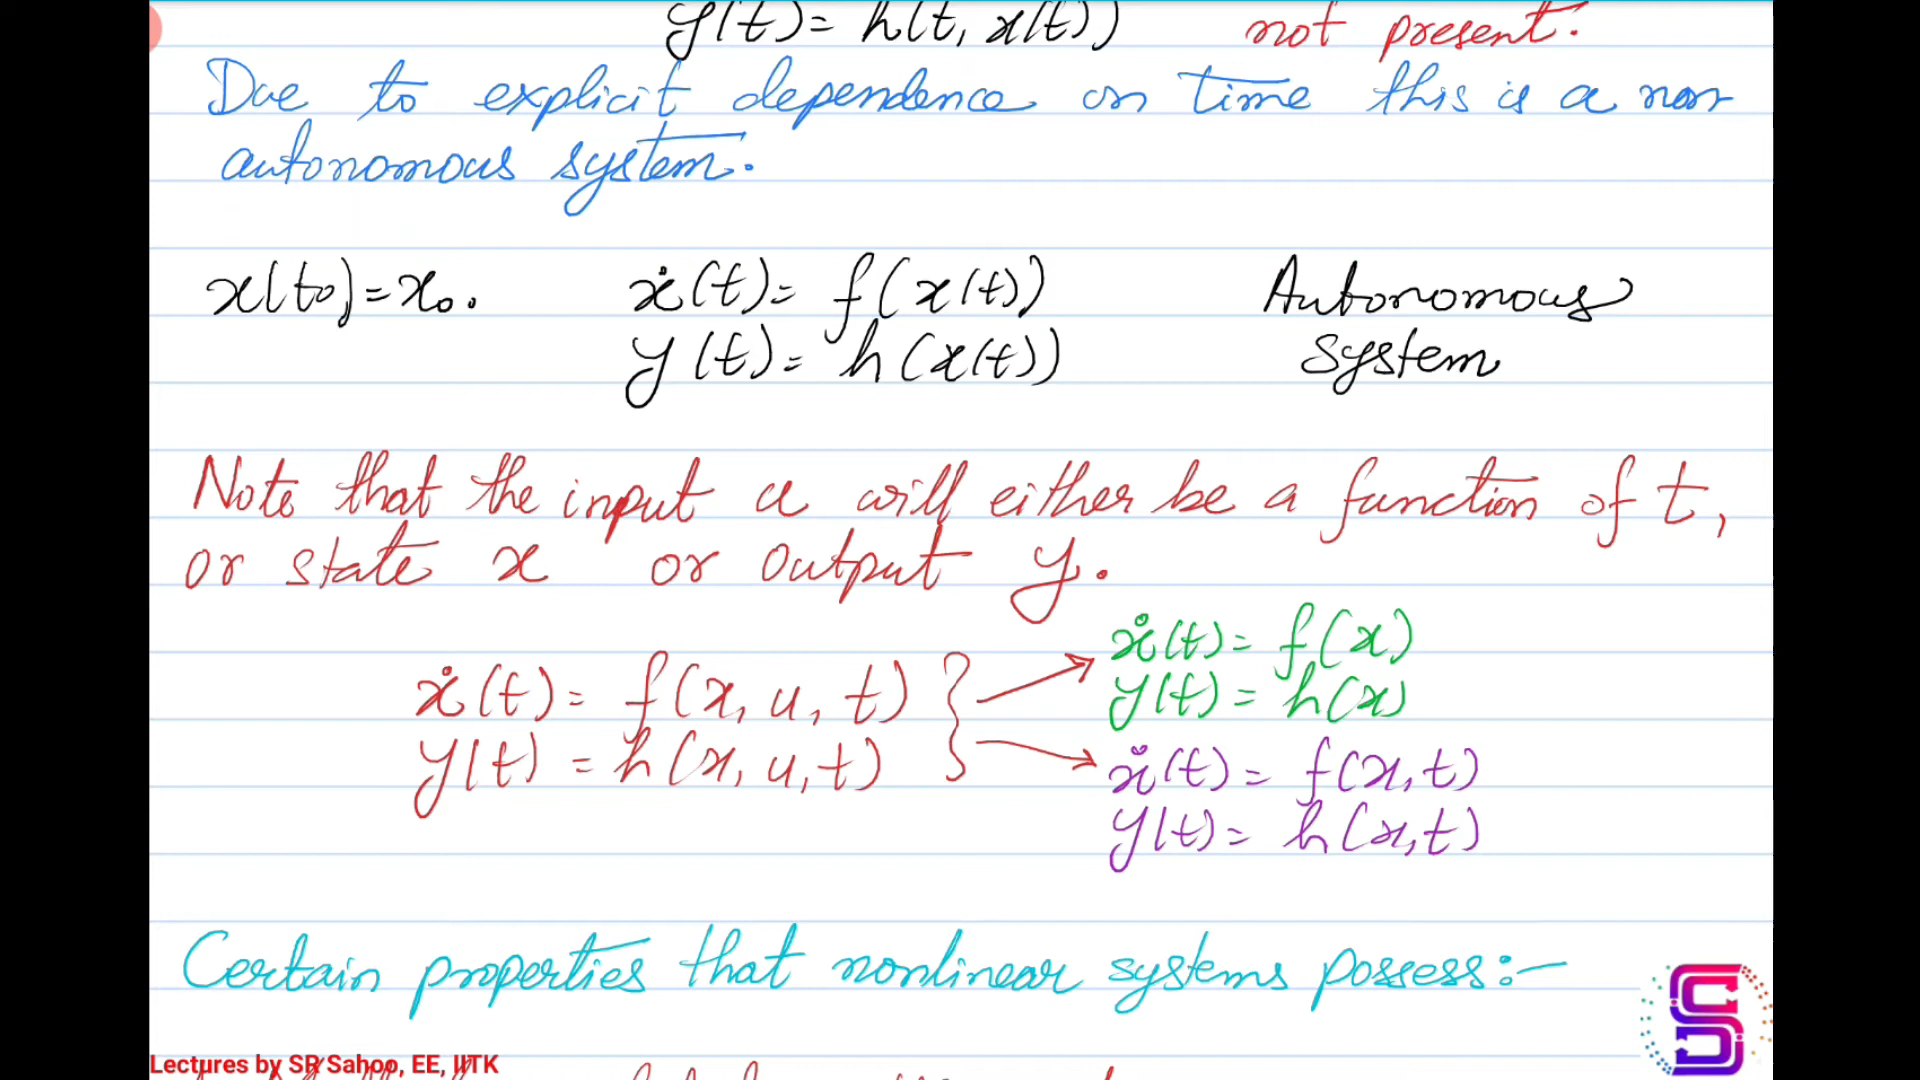 y(t) = h(t, x(t)) not present.
Due to explicit dependence on time this is a non
autonomous system.
x(t₀) = x₀. ẋ(t) = f(x(t)) Autonomous
y(t) = h(x(t)) System
Note that the input u will either be a function of t,
or state x or output y.
ẋ(t) = f(x, u, t)
y(t) = h(x, u, t)
ẋ(t) = f(x)
y(t) = h(x)
ẋ(t) = f(x, t)
y(t) = h(x, t)
Certain properties that nonlinear systems possess:-
Lectures by SR Sahoo, EE, IITK